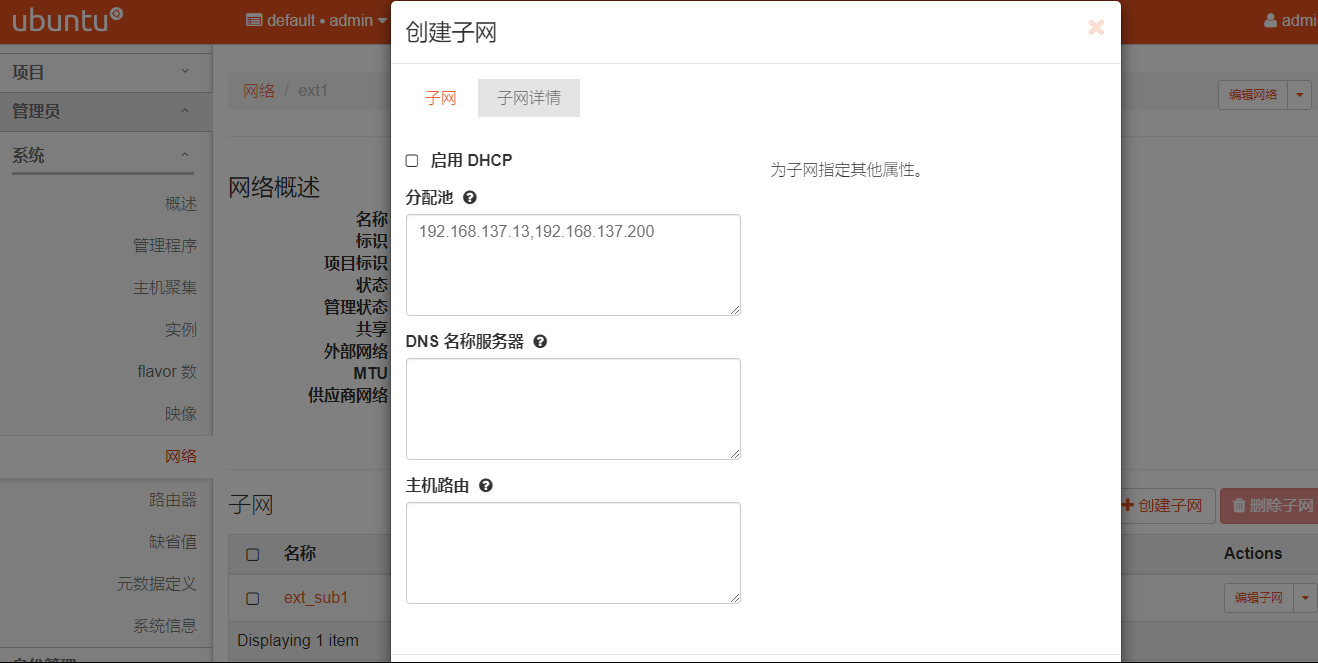 ubuntu
default • admin
创建子网
项目
管理员
系统
概述
管理程序
主机聚集
实例
flavor 数
映像
网络
路由器
缺省值
元数据定义
系统信息
网络 / ext1
编辑网络
网络概述
名称
标识
项目标识
状态
管理状态
共享
外部网络
MTU
供应商网络
子网
子网详情
启用 DHCP
为子网指定其他属性。
分配池
192.168.137.13,192.168.137.200
DNS 名称服务器
主机路由
子网
创建子网
删除子网
名称
Actions
ext_sub1
编辑子网
Displaying 1 item